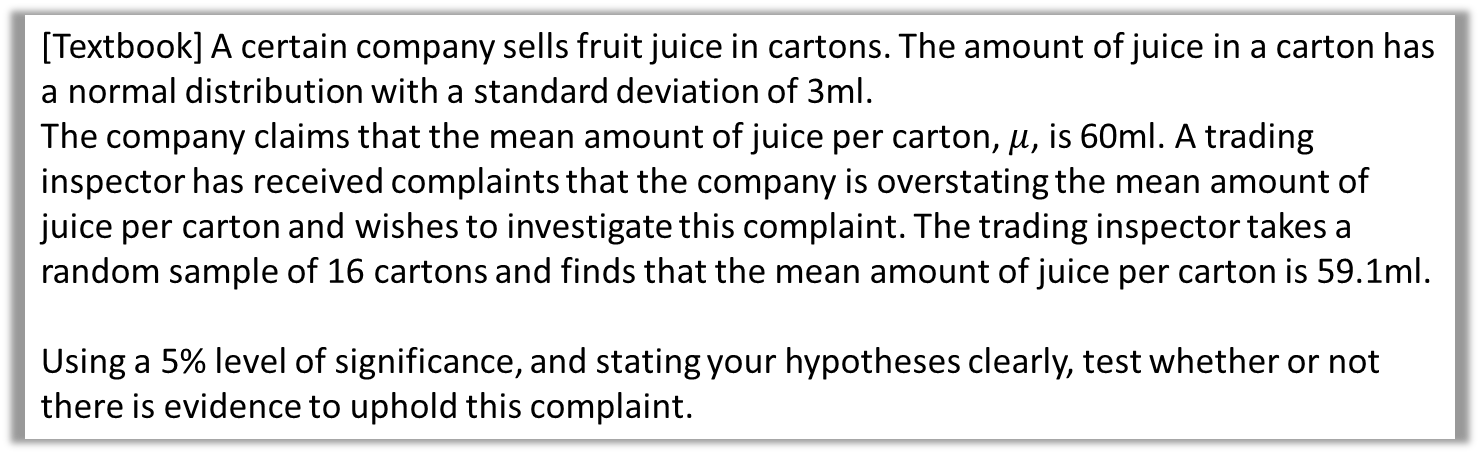 [Textbook] A certain company sells fruit juice in cartons. The amount of juice in a carton has
a normal distribution with a standard deviation of 3ml.
The company claims that the mean amount of juice per carton, 𝜇, is 60ml. A trading
inspector has received complaints that the company is overstating the mean amount of
juice per carton and wishes to investigate this complaint. The trading inspector takes a
random sample of 16 cartons and finds that the mean amount of juice per carton is 59.1ml.
Using a 5% level of significance, and stating your hypotheses clearly, test whether or not
there is evidence to uphold this complaint.